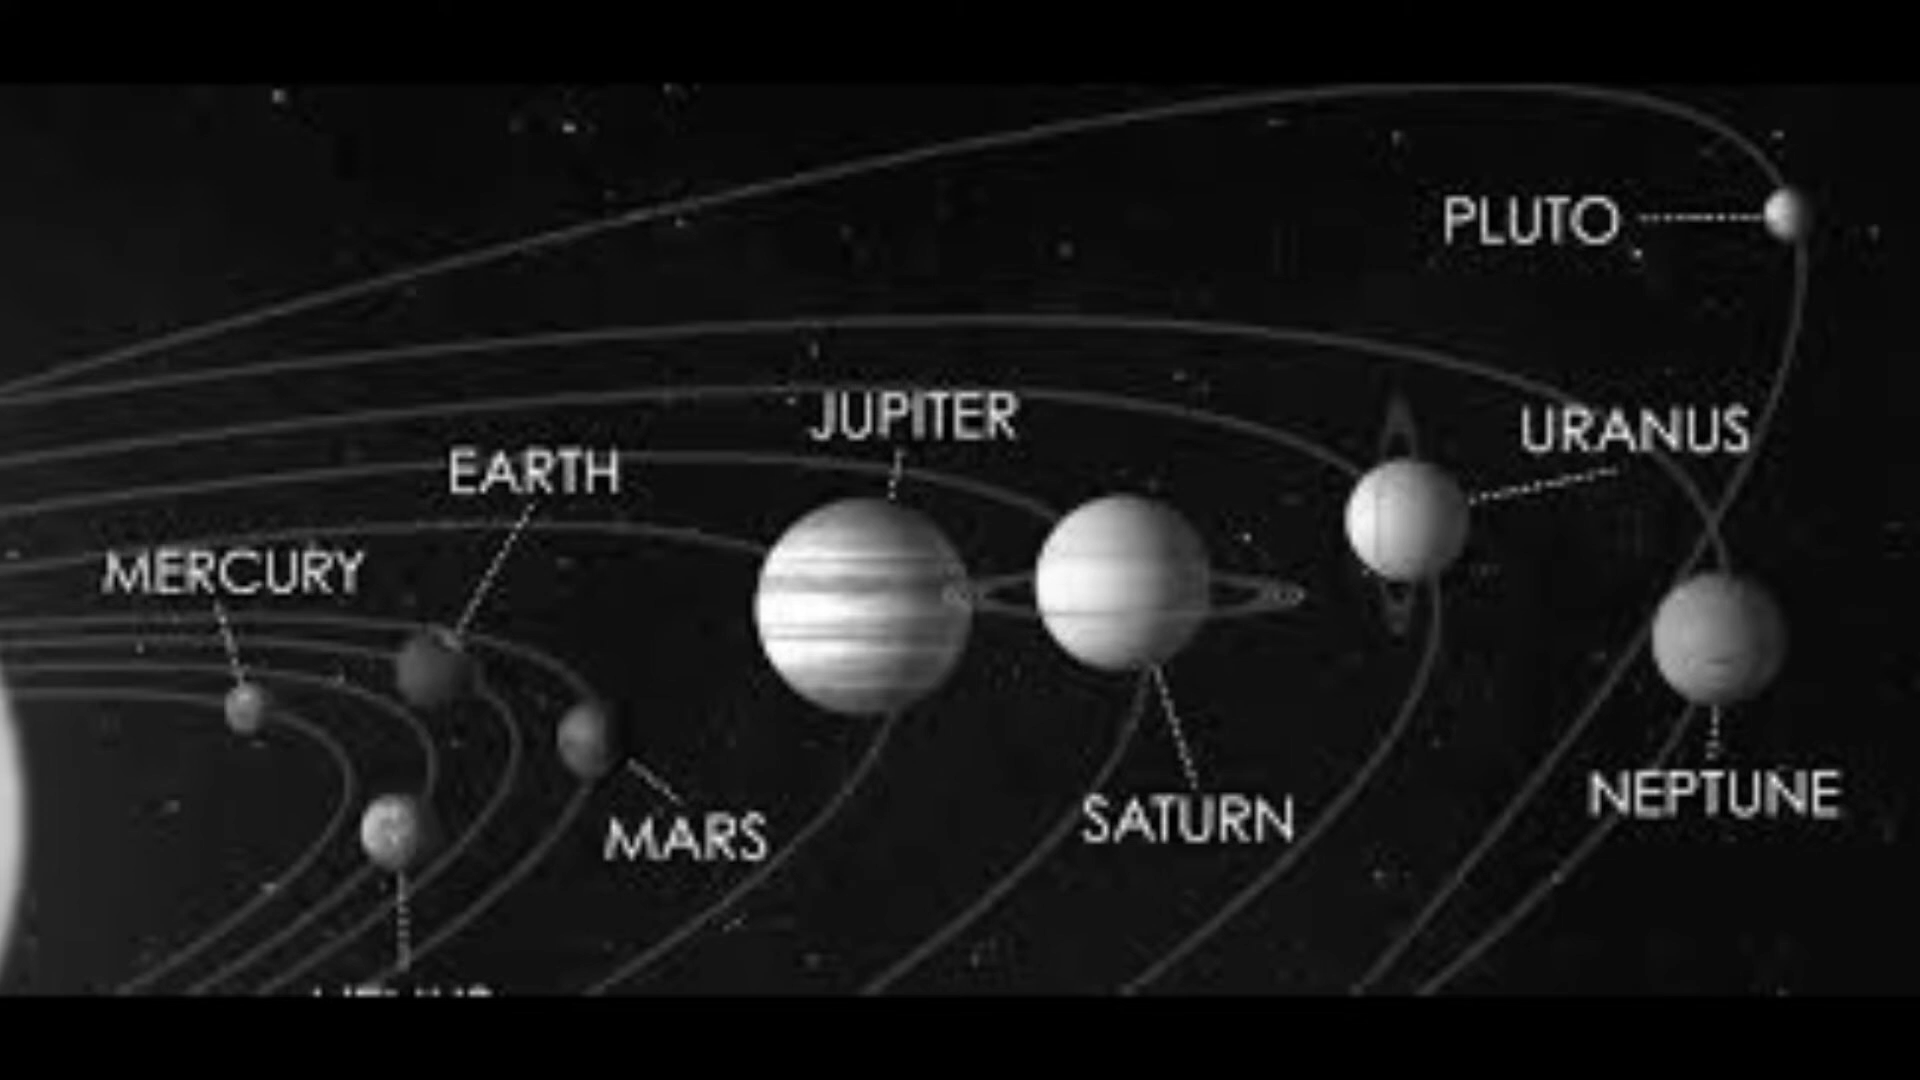 PLUTO
JUPITER
URANUS
EARTH
MERCURY
NEPTUNE
SATURN
MARS